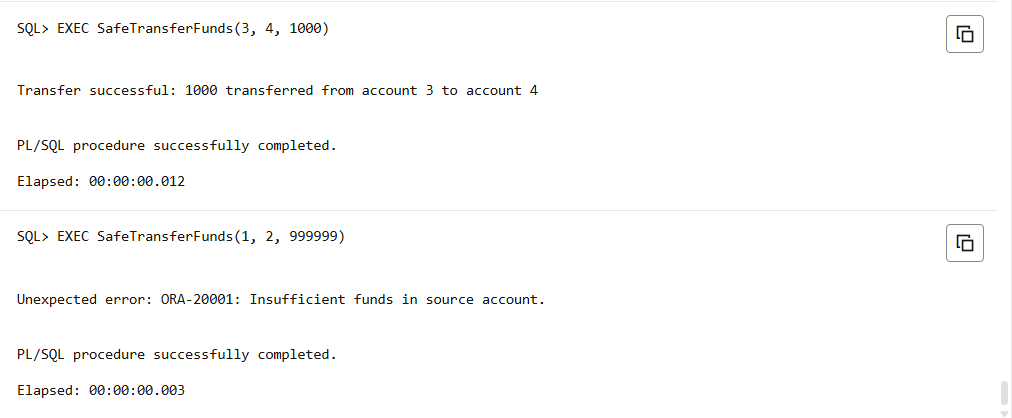 SQL> EXEC SafeTransferFunds(3, 4, 1000)
Transfer successful: 1000 transferred from account 3 to account 4
PL/SQL procedure successfully completed.
Elapsed: 00:00:00.012
SQL> EXEC SafeTransferFunds(1, 2, 999999)
Unexpected error: ORA-20001: Insufficient funds in source account.
PL/SQL procedure successfully completed.
Elapsed: 00:00:00.003